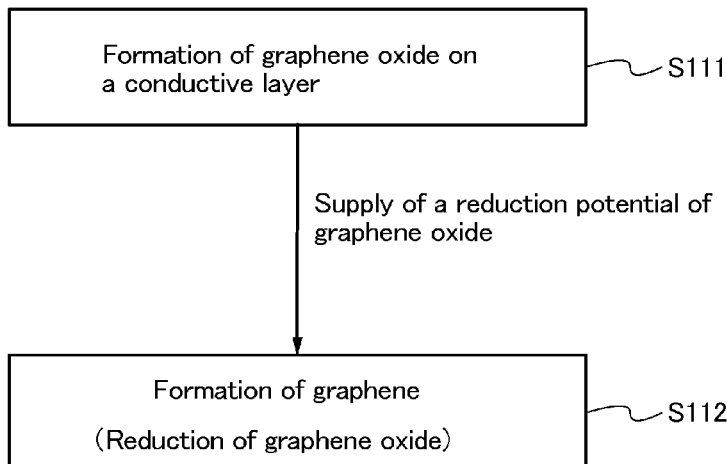 Formation of graphene oxide on
a conductive layer
S111
Supply of a reduction potential of
graphene oxide
Formation of graphene
(Reduction of graphene oxide)
S112